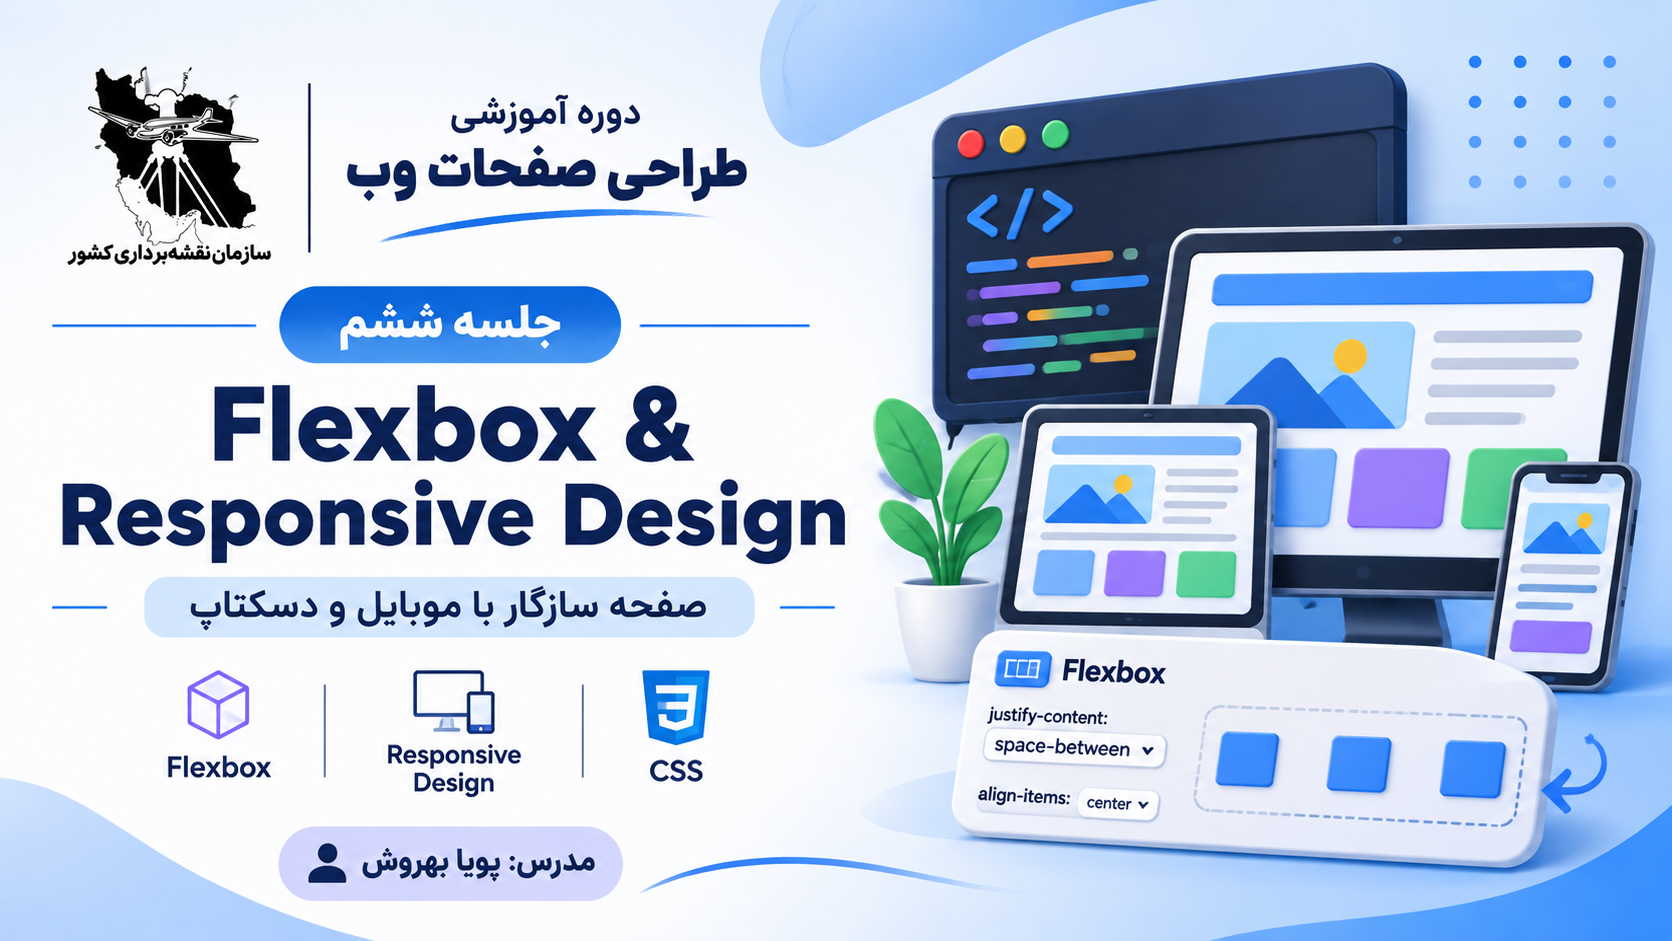 سازمان نقشه‌برداری کشور
دوره آموزشی
طراحی صفحات وب
جلسه ششم
Flexbox &
Responsive Design
صفحه سازگار با موبایل و دسکتاپ
Flexbox
Responsive
Design
CSS
مدرس: پویا بهروش
</>
Flexbox
justify-content:
space-between
align-items: center